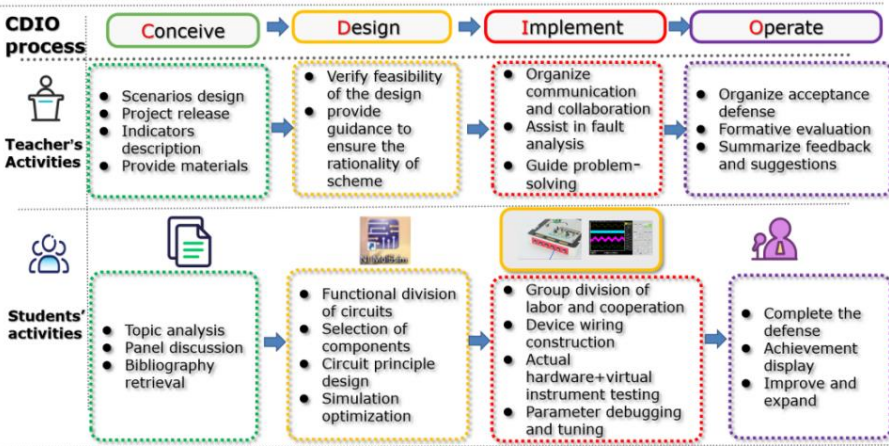 CDIO
process
Conceive
Design
Implement
Operate
Teacher's
Activities
● Scenarios design
● Project release
● Indicators
description
● Provide materials
● Verify feasibility
of the design
● provide
guidance to
ensure the
rationality of
scheme
● Organize
communication
and collaboration
● Assist in fault
analysis
● Guide problem-
solving
● Organize acceptance
defense
● Formative evaluation
● Summarize feedback
and suggestions
Students'
activities
● Topic analysis
● Panel discussion
● Bibliography
retrieval
NI Multisim
● Functional division
of circuits
● Selection of
components
● Circuit principle
design
● Simulation
optimization
● Group division of
labor and cooperation
● Device wiring
construction
● Actual
hardware+virtual
instrument testing
● Parameter debugging
and tuning
● Complete the
defense
● Achievement
display
● Improve and
expand